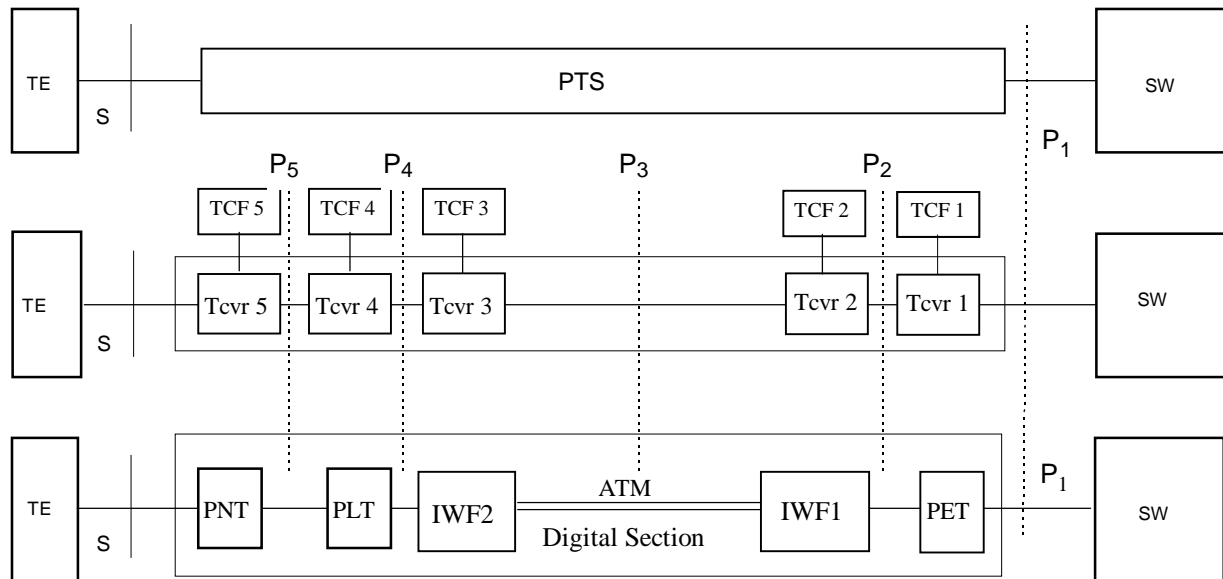 TE
S
PTS
P1
SW
P5
P4
P3
P2
TCF 5
TCF 4
TCF 3
TCF 2
TCF 1
TE
S
Tcvr 5
Tcvr 4
Tcvr 3
Tcvr 2
Tcvr 1
SW
TE
S
PNT
PLT
IWF2
ATM
Digital Section
IWF1
PET
P1
SW